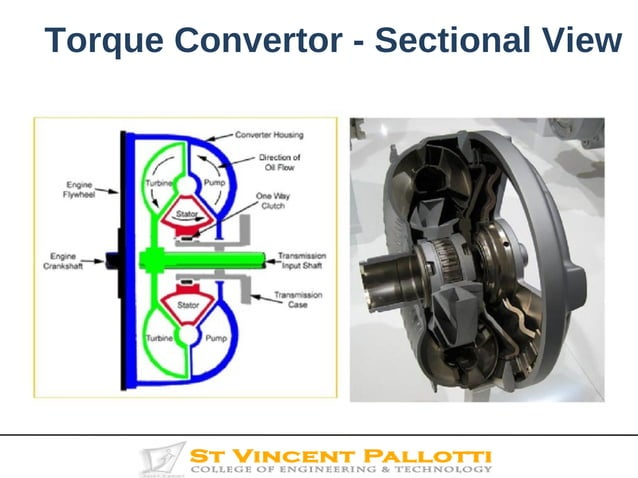 Torque Convertor - Sectional View
Converter Housing
Direction of
Oil Flow
Engine
Flywheel
Turbine
Pump
One Way
Clutch
Stator
Engine
Crankshaft
Transmission
Input Shaft
Transmission
Case
Stator
Turbine
Pump
St Vincent Pallotti
COLLEGE OF ENGINEERING & TECHNOLOGY